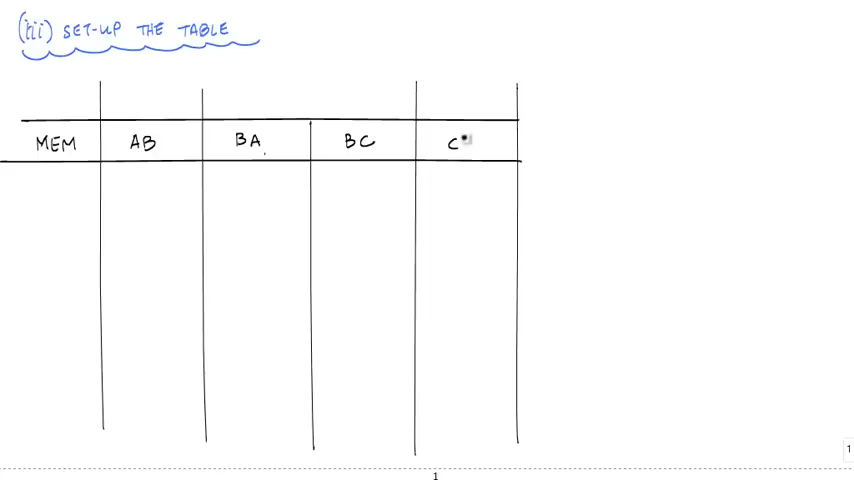 (iii) SET-UP THE TABLE
MEM AB BA BC C
1
1